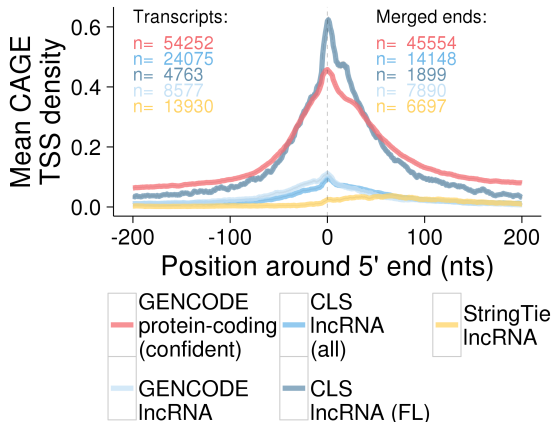 Transcripts:
Merged ends:
n= 54252
n= 45554
n= 24075
n= 14148
n= 4763
n= 1899
n= 8577
n= 7890
n= 13930
n= 6697
Mean CAGE
TSS density
0.6
0.4
0.2
0.0
-200
-100
0
100
200
Position around 5' end (nts)
GENCODE
protein-coding
(confident)
CLS
lncRNA
(all)
StringTie
lncRNA
GENCODE
lncRNA
CLS
lncRNA (FL)